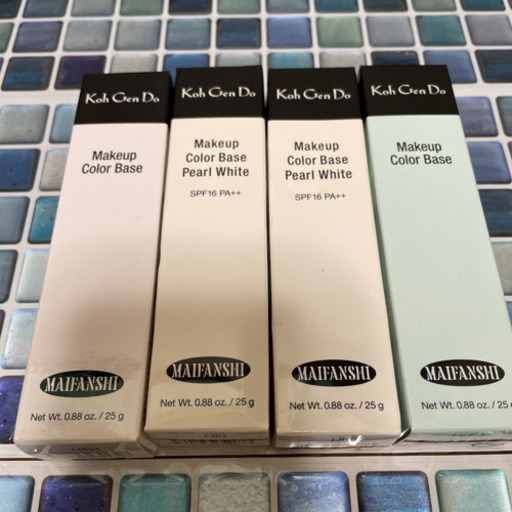 Koh Gen Do
Makeup
Color Base
MAIFANSHI
Net Wt. 0.88 oz. / 25 g
Koh Gen Do
Makeup
Color Base
Pearl White
SPF16 PA++
MAIFANSHI
Net Wt. 0.88 oz. / 25 g
Koh Gen Do
Makeup
Color Base
Pearl White
SPF16 PA++
MAIFANSHI
Net Wt. 0.88 oz. / 25 g
Koh Gen Do
Makeup
Color Base
MAIFANSHI
Net Wt. 0.88 oz. / 25 g